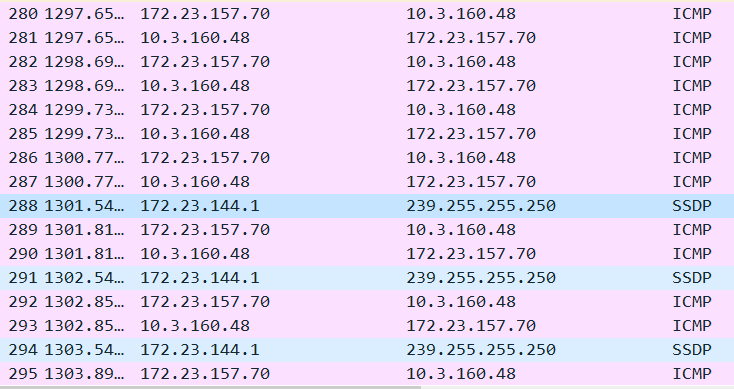 280 1297.65… 172.23.157.70 10.3.160.48 ICMP
281 1297.65… 10.3.160.48 172.23.157.70 ICMP
282 1298.69… 172.23.157.70 10.3.160.48 ICMP
283 1298.69… 10.3.160.48 172.23.157.70 ICMP
284 1299.73… 172.23.157.70 10.3.160.48 ICMP
285 1299.73… 10.3.160.48 172.23.157.70 ICMP
286 1300.77… 172.23.157.70 10.3.160.48 ICMP
287 1300.77… 10.3.160.48 172.23.157.70 ICMP
288 1301.54… 172.23.144.1 239.255.255.250 SSDP
289 1301.81… 172.23.157.70 10.3.160.48 ICMP
290 1301.81… 10.3.160.48 172.23.157.70 ICMP
291 1302.54… 172.23.144.1 239.255.255.250 SSDP
292 1302.85… 172.23.157.70 10.3.160.48 ICMP
293 1302.85… 10.3.160.48 172.23.157.70 ICMP
294 1303.54… 172.23.144.1 239.255.255.250 SSDP
295 1303.89… 172.23.157.70 10.3.160.48 ICMP